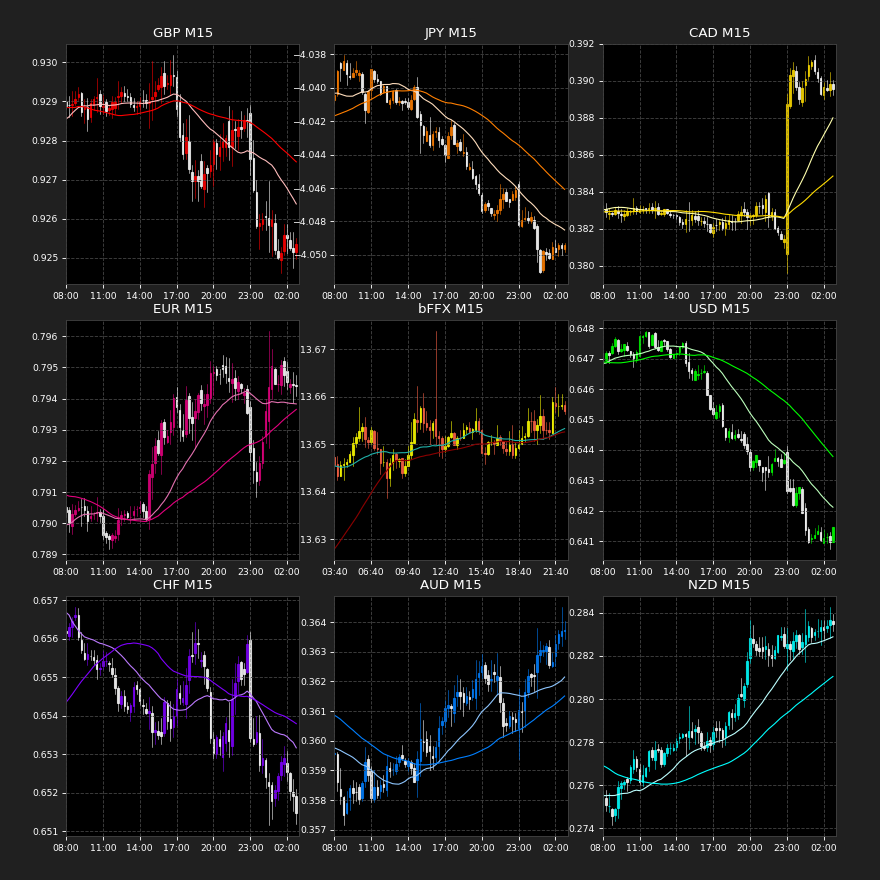 GBP M15 JPY M15 CAD M15
0.930 −4.038 0.392
0.929 −4.040 0.390
0.928 −4.042 0.388
0.927 −4.044 0.386
0.926 −4.046 0.384
0.925 −4.048 0.382
−4.050 0.380
08:00 11:00 14:00 17:00 20:00 23:00 02:00 08:00 11:00 14:00 17:00 20:00 23:00 02:00 08:00 11:00 14:00 17:00 20:00 23:00 02:00
EUR M15 bFFX M15 USD M15
0.796 13.67 0.648
0.795 13.66 0.647
0.794 13.65 0.646
0.793 13.64 0.645
0.792 13.63 0.644
0.791 0.643
0.790 0.642
0.789 0.641
08:00 11:00 14:00 17:00 20:00 23:00 02:00 03:40 06:40 09:40 12:40 15:40 18:40 21:40 08:00 11:00 14:00 17:00 20:00 23:00 02:00
CHF M15 AUD M15 NZD M15
0.657 0.364 0.284
0.656 0.363 0.282
0.655 0.362 0.280
0.654 0.361 0.278
0.653 0.360 0.276
0.652 0.359 0.274
0.651 0.358
0.357
08:00 11:00 14:00 17:00 20:00 23:00 02:00 08:00 11:00 14:00 17:00 20:00 23:00 02:00 08:00 11:00 14:00 17:00 20:00 23:00 02:00